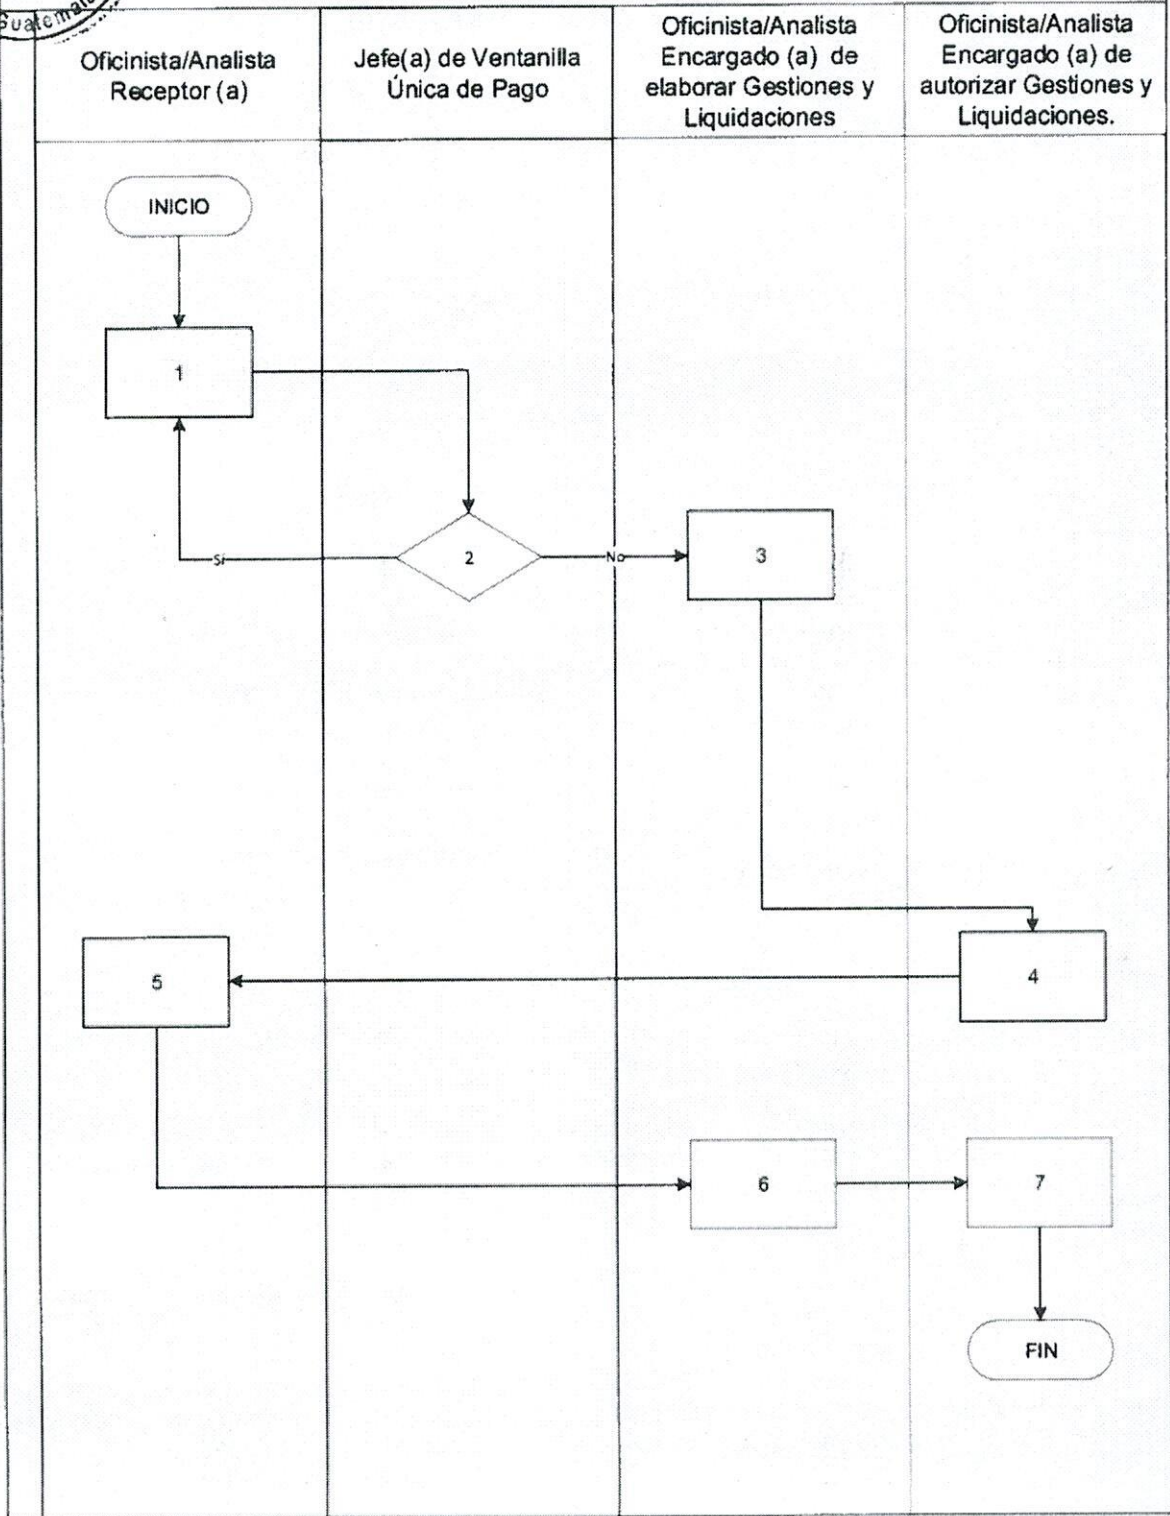 Guatemala
Oficinista/Analista
Receptor (a)
Jefe(a) de Ventanilla
Única de Pago
Oficinista/Analista
Encargado (a) de
elaborar Gestiones y
Liquidaciones
Oficinista/Analista
Encargado (a) de
autorizar Gestiones y
Liquidaciones.
INICIO
1
Sí
2
No
3
4
5
6
7
FIN